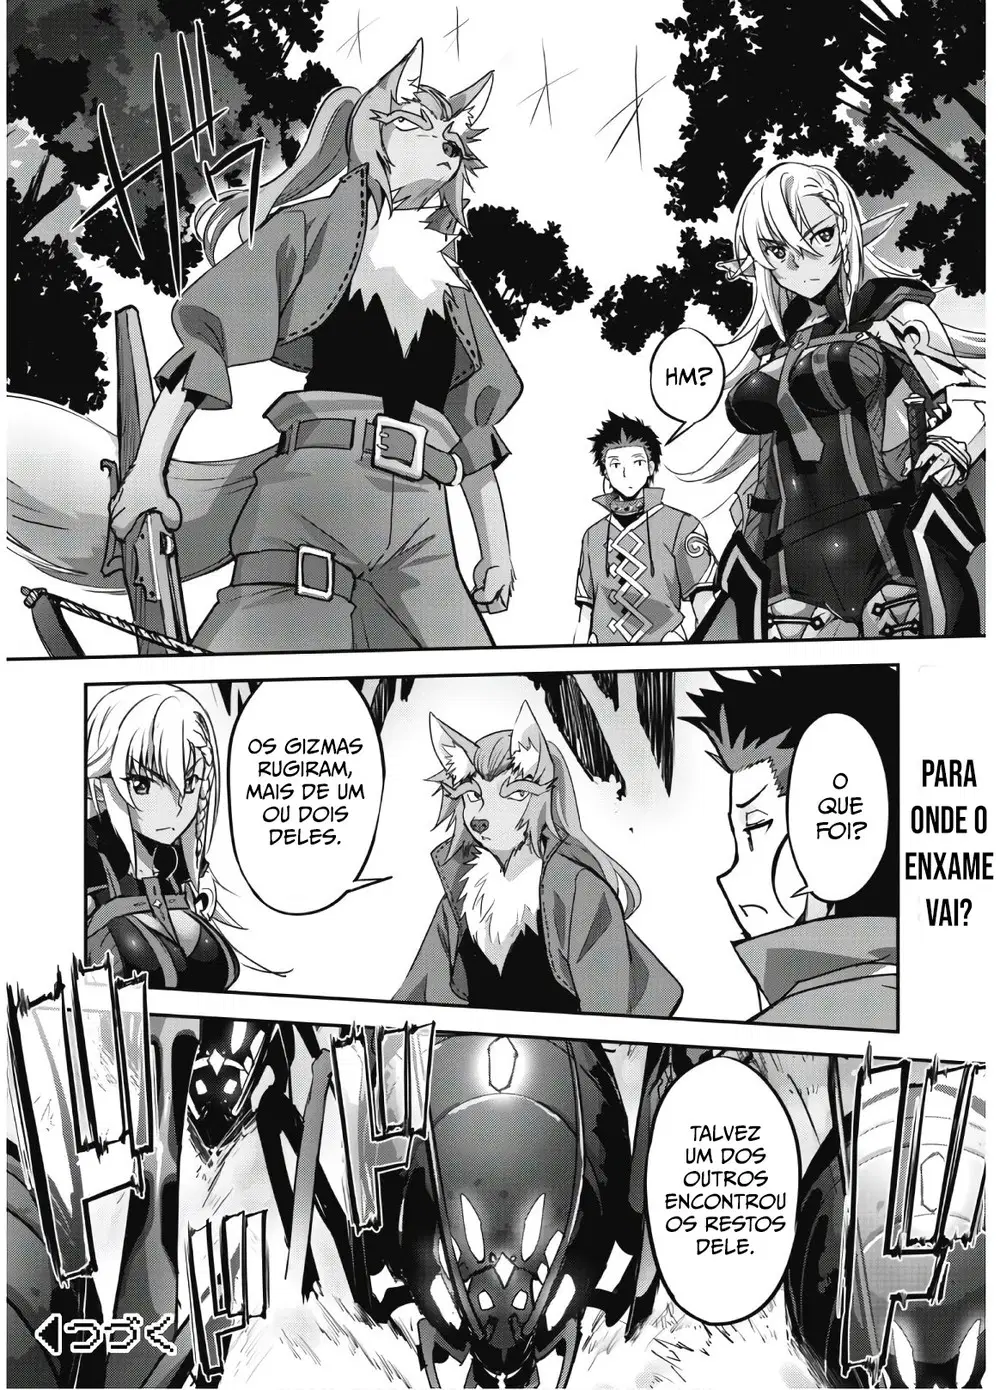 HM?
O
QUE
FOI?
OS GIZMAS
RUGIRAM,
MAIS DE UM
OU DOIS
DELES.
PARA
ONDE O
ENXAME
VAI?
TALVEZ
UM DOS
OUTROS
ENCONTROU
OS RESTOS
DELE.
つづく